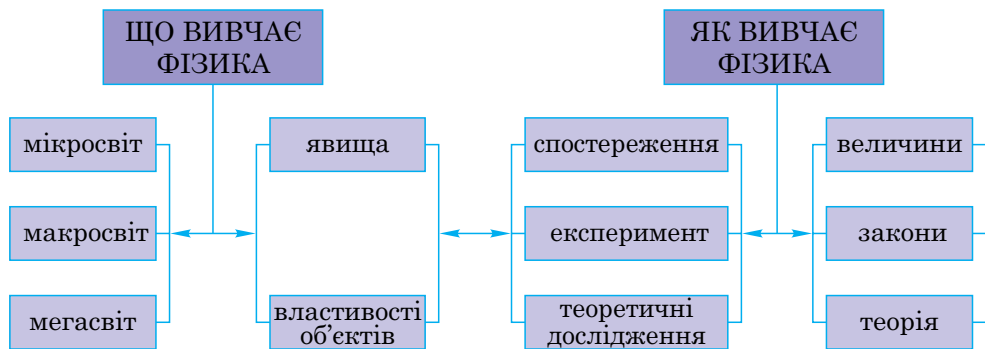 ЩО ВИВЧАЄ
ФІЗИКА
ЯК ВИВЧАЄ
ФІЗИКА
мікросвіт
явища
спостереження
величини
макросвіт
експеримент
закони
мегасвіт
властивості
об’єктів
теоретичні
дослідження
теорія